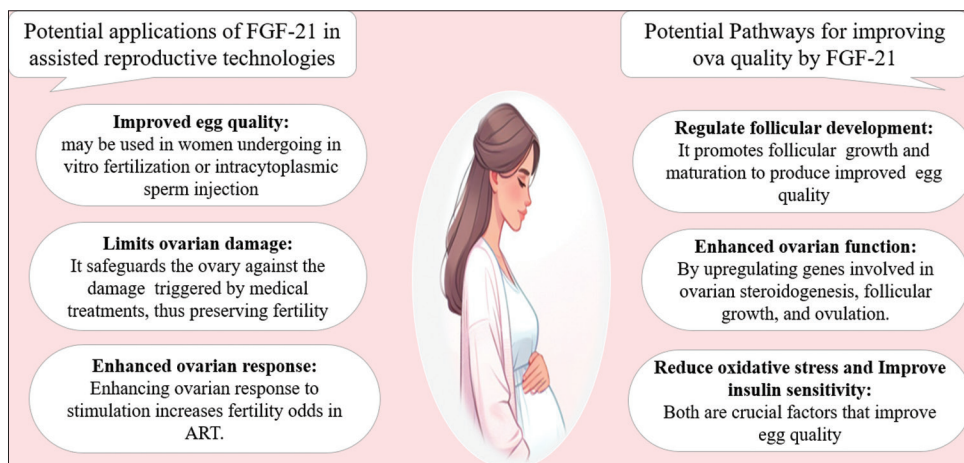 Potential applications of FGF-21 in
assisted reproductive technologies
Improved egg quality:
may be used in women undergoing in
vitro fertilization or intracytoplasmic
sperm injection
Limits ovarian damage:
It safeguards the ovary against the
damage triggered by medical
treatments, thus preserving fertility
Enhanced ovarian response:
Enhancing ovarian response to
stimulation increases fertility odds in
ART.
Potential Pathways for improving
ova quality by FGF-21
Regulate follicular development:
It promotes follicular growth and
maturation to produce improved egg
quality
Enhanced ovarian function:
By upregulating genes involved in
ovarian steroidogenesis, follicular
growth, and ovulation.
Reduce oxidative stress and Improve
insulin sensitivity:
Both are crucial factors that improve
egg quality